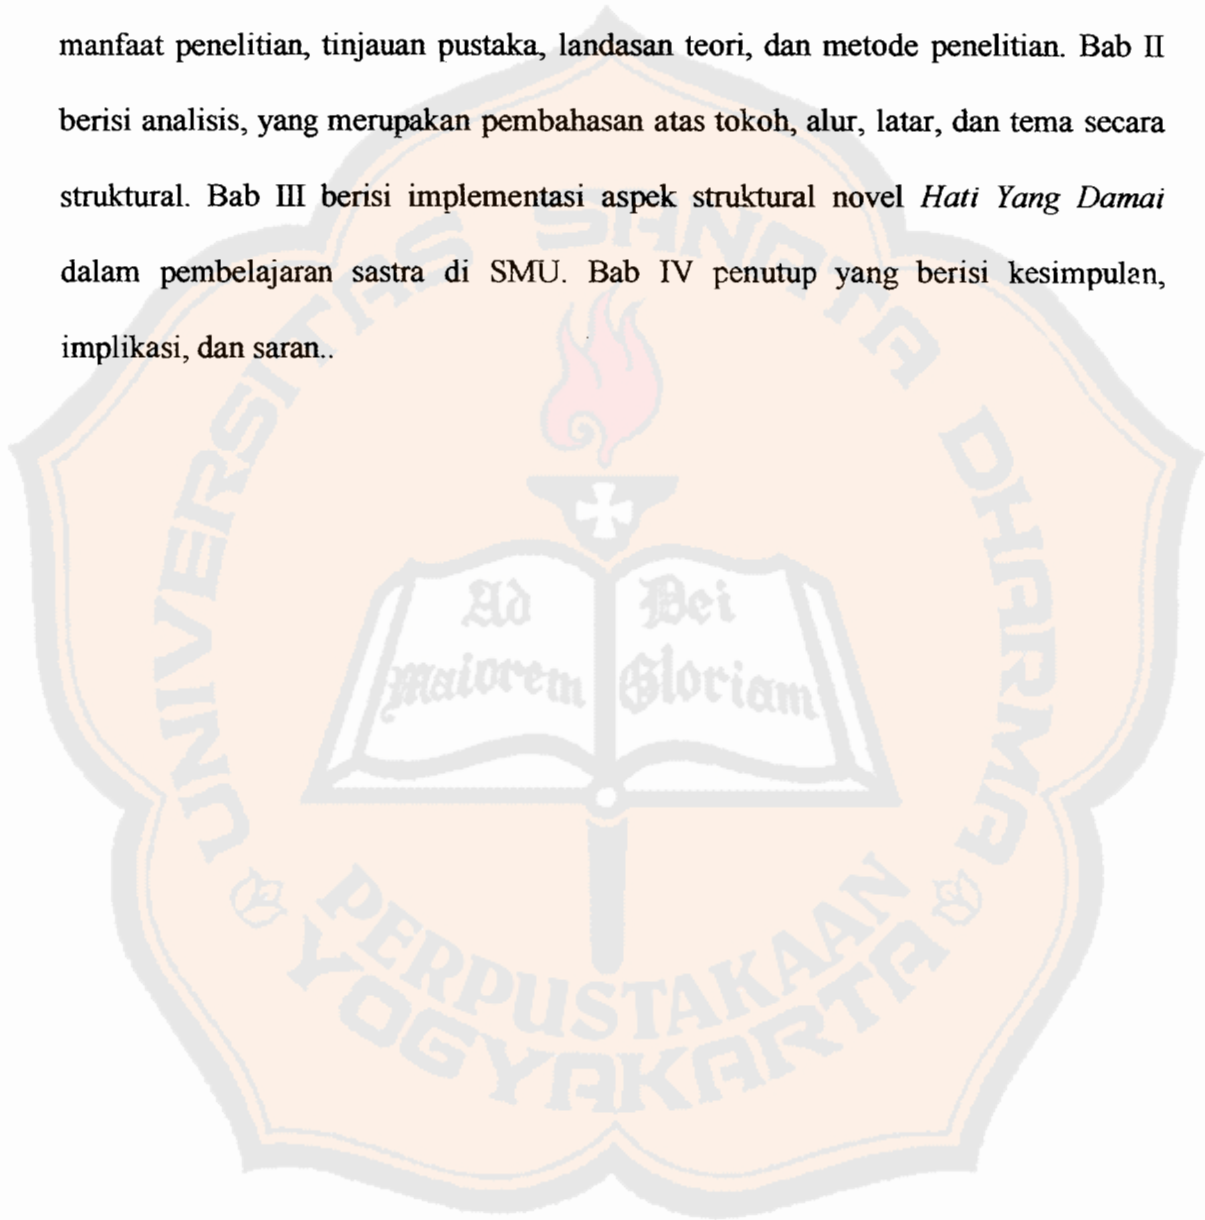 manfaat penelitian, tinjauan pustaka, landasan teori, dan metode penelitian. Bab II
berisi analisis, yang merupakan pembahasan atas tokoh, alur, latar, dan tema secara
struktural. Bab III berisi implementasi aspek struktural novel Hati Yang Damai
dalam pembelajaran sastra di SMU. Bab IV penutup yang berisi kesimpulan,
implikasi, dan saran..
UNIVERSITAS SANATA DHARMA
Ad Dei
Maiorem Gloriam
PERPUSTAKAAN
YOGYAKARTA